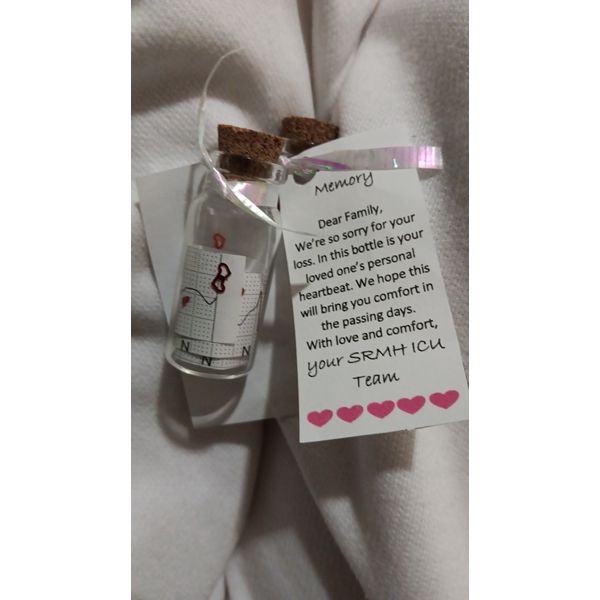 Memory
Dear Family,
We're so sorry for your
loss. In this bottle is your
loved one's personal
heartbeat. We hope this
will bring you comfort in
the passing days.
With love and comfort,
your SRMH ICU
Team
N N N